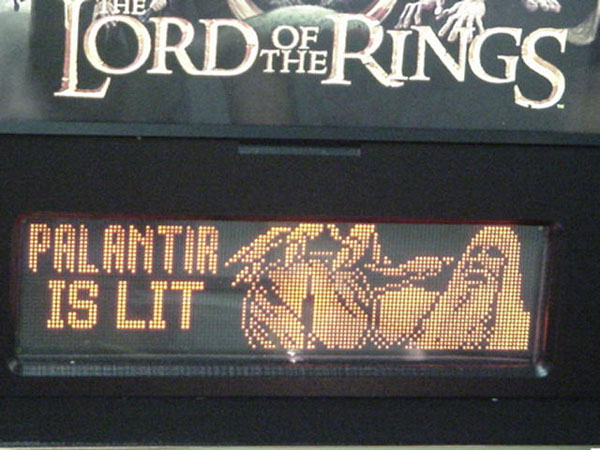 THE
LORD OF THE RINGS
PALANTIR
IS LIT